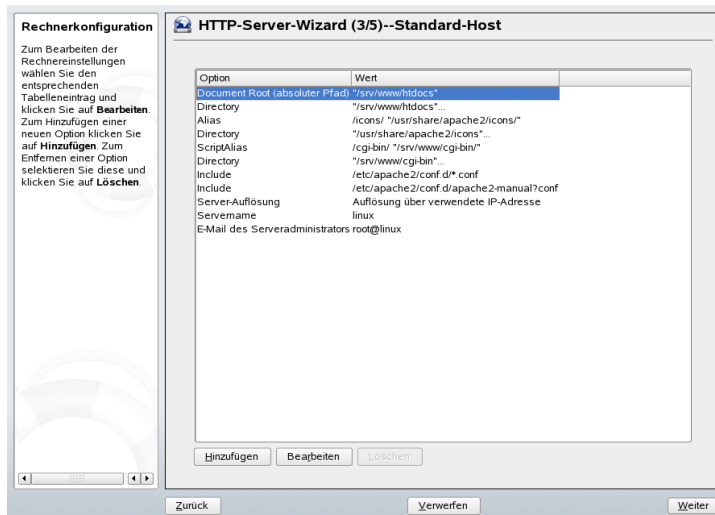 Rechnerkonfiguration
Zum Bearbeiten der
Rechnereinstellungen
wählen Sie den
entsprechenden
Tabelleneintrag und
klicken Sie auf Bearbeiten.
Zum Hinzufügen einer
neuen Option klicken Sie
auf Hinzufügen. Zum
Entfernen einer Option
selektieren Sie diese und
klicken Sie auf Löschen.
HTTP-Server-Wizard (3/5)--Standard-Host
Option Wert
Document Root (absoluter Pfad) "/srv/www/htdocs"
Directory "/srv/www/htdocs"...
Alias /icons/ "/usr/share/apache2/icons/"
Directory "/usr/share/apache2/icons"...
ScriptAlias /cgi-bin/ "/srv/www/cgi-bin/"
Directory "/srv/www/cgi-bin"...
Include /etc/apache2/conf.d/*.conf
Include /etc/apache2/conf.d/apache2-manual?conf
Server-Auflösung Auflösung über verwendete IP-Adresse
Servername linux
E-Mail des Serveradministrators root@linux
Hinzufügen Bearbeiten Löschen
Zurück Verwerfen Weiter